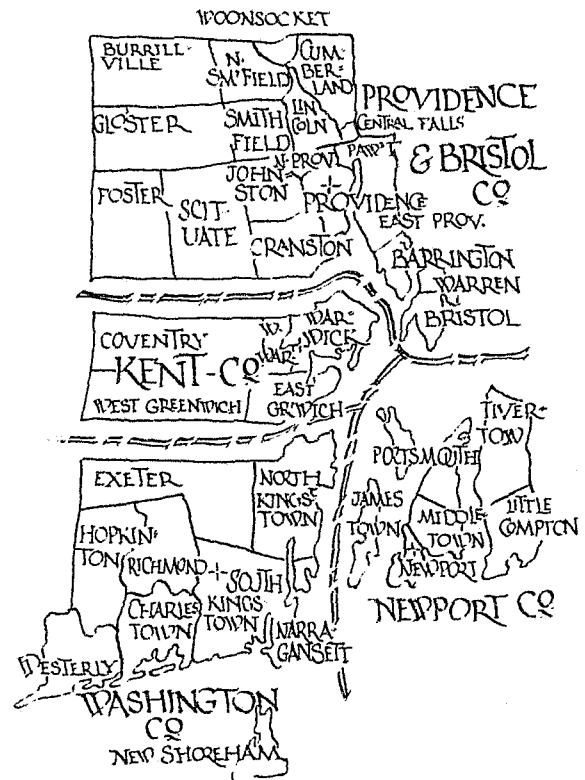 WOONSOCKET
BURRILL-
VILLE
N.
SM'FIELD
CUM-
BER-
LAND
GLOSTER
SMITH
FIELD
LIN
COLN
PROVIDENCE
CENTRAL FALLS
& BRISTOL
CO
N. PROVI
PAWT
FOSTER
SCIT-
UATE
JOHN
STON
PROVIDENCE
EAST PROV.
CRANSTON
BARRINGTON
WARREN
BRISTOL
COVENTRY
W.
WAR-
WAR-
WICK
KENT-CO
WEST GREENWICH
EAST
GR'WICH
TIVER-
TOW
PORTSMOUTH
EXETER
NORTH
KINGS-
TOWN
JAMES
TOWN
MIDDLE-
TOWN
LITTLE
COMPTON
NEWPORT
NEWPORT CO
HOPKIN-
TON
RICHMOND
SOUTH
KINGS
TOWN
CHARLES
TOWN
NARRA-
GANSETT
WESTERLY
WASHINGTON
CO
NEW SHOREHAM